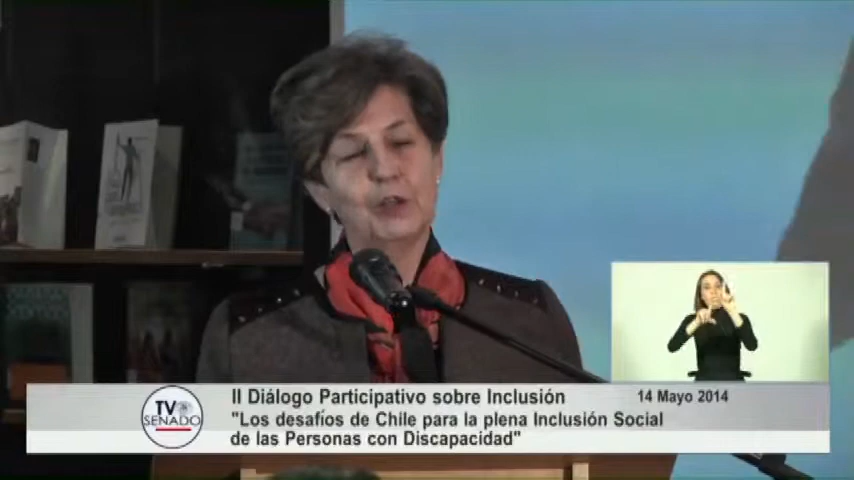 II Diálogo Participativo sobre Inclusión
14 Mayo 2014
"Los desafíos de Chile para la plena Inclusión Social
de las Personas con Discapacidad"
TV
SENADO